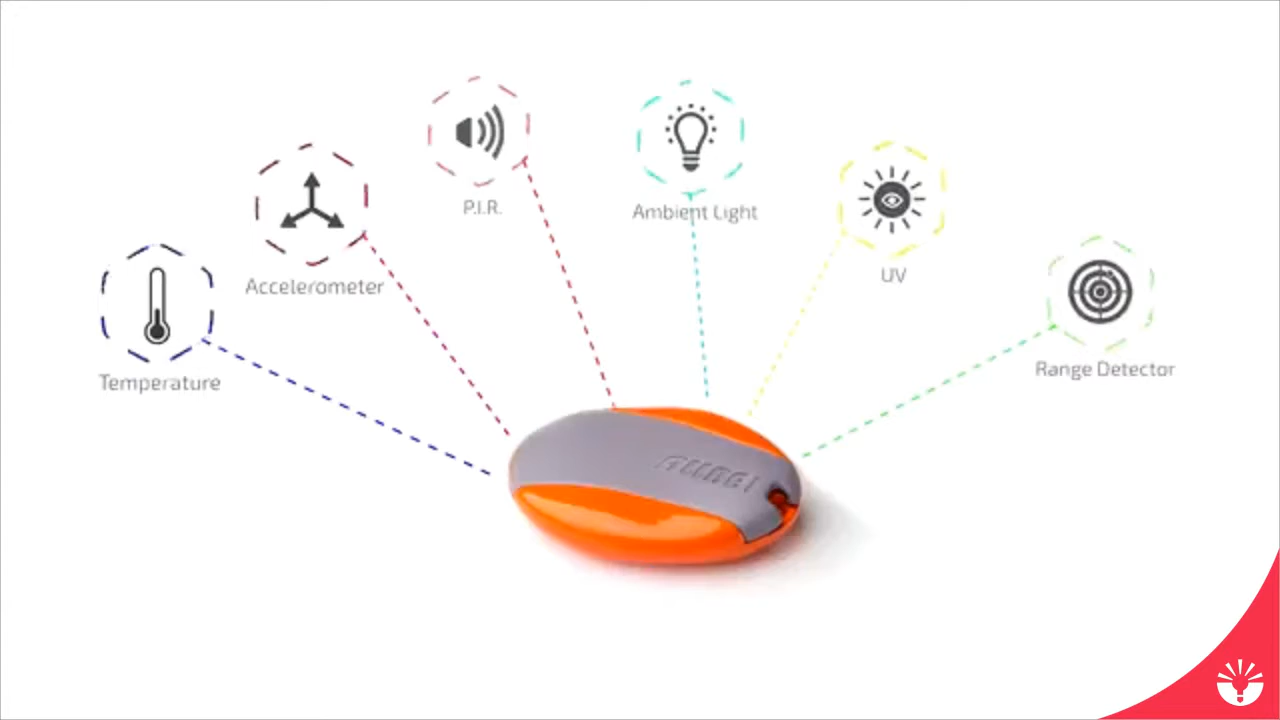 P.I.R.
Ambient Light
UV
Accelerometer
Range Detector
Temperature